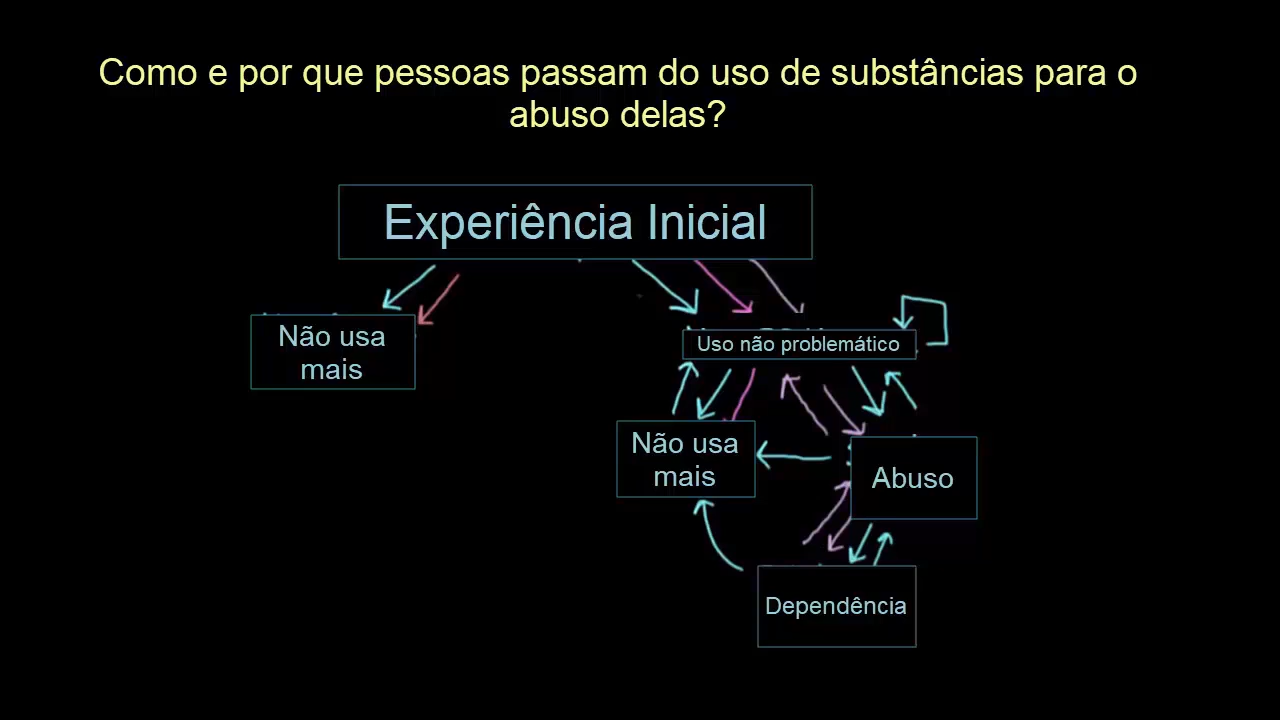 Como e por que pessoas passam do uso de substâncias para o
abuso delas?
Experiência Inicial
Não usa
mais
Uso não problemático
Não usa
mais
Abuso
Dependência